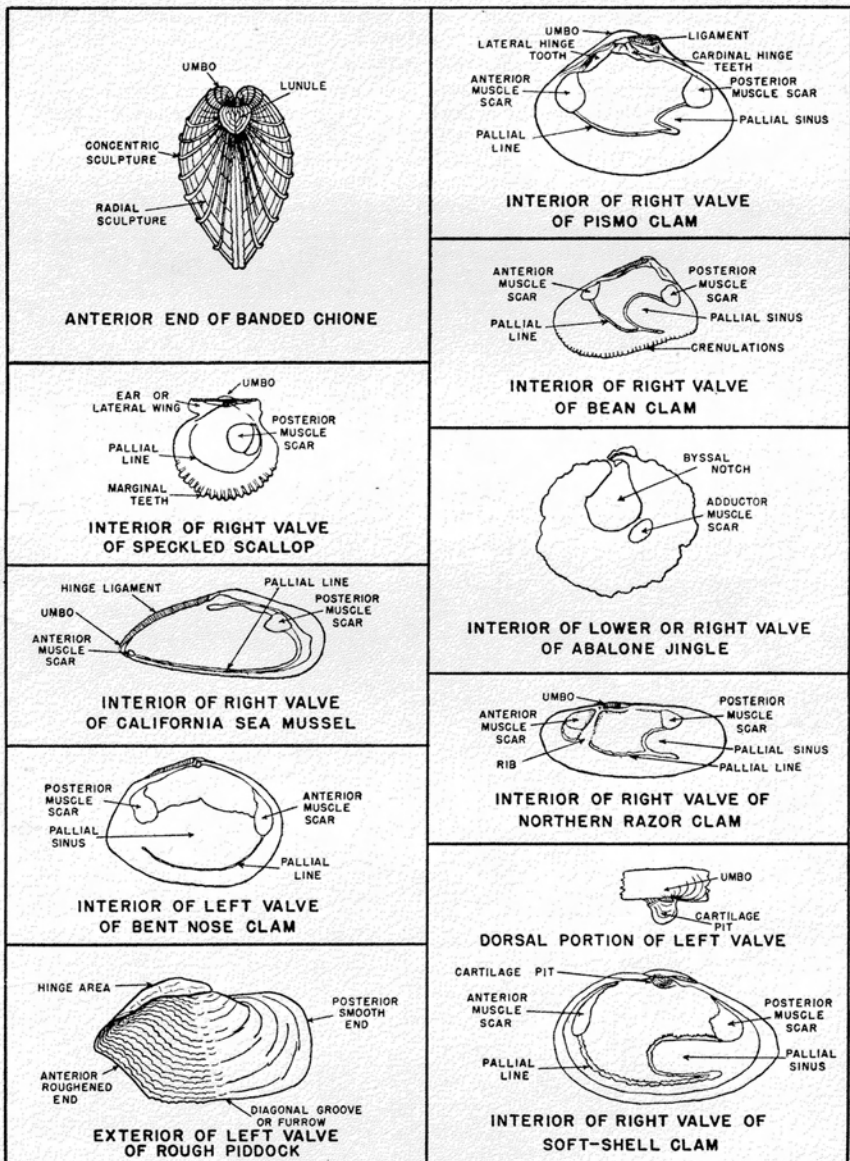 UMBO
LUNULE
CONCENTRIC
SCULPTURE
RADIAL
SCULPTURE
ANTERIOR END OF BANDED CHIONE
UMBO
EAR OR
LATERAL WING
POSTERIOR
MUSCLE
SCAR
PALLIAL
LINE
MARGINAL
TEETH
INTERIOR OF RIGHT VALVE
OF SPECKLED SCALLOP
PALLIAL LINE
HINGE LIGAMENT
POSTERIOR
MUSCLE
SCAR
UMBO
ANTERIOR
MUSCLE
SCAR
INTERIOR OF RIGHT VALVE
OF CALIFORNIA SEA MUSSEL
POSTERIOR
MUSCLE
SCAR
ANTERIOR
MUSCLE
SCAR
PALLIAL
SINUS
PALLIAL
LINE
INTERIOR OF LEFT VALVE
OF BENT NOSE CLAM
HINGE AREA
POSTERIOR
SMOOTH
END
ANTERIOR
ROUGHENED
END
DIAGONAL GROOVE
OR FURROW
EXTERIOR OF LEFT VALVE
OF ROUGH PIDDOCK
UMBO
LIGAMENT
LATERAL HINGE
TOOTH
CARDINAL HINGE
TEETH
ANTERIOR
MUSCLE
SCAR
POSTERIOR
MUSCLE SCAR
PALLIAL SINUS
PALLIAL
LINE
INTERIOR OF RIGHT VALVE
OF PISMO CLAM
ANTERIOR
MUSCLE
SCAR
POSTERIOR
MUSCLE
SCAR
PALLIAL SINUS
PALLIAL
LINE
CRENULATIONS
INTERIOR OF RIGHT VALVE
OF BEAN CLAM
BYSSAL
NOTCH
ADDUCTOR
MUSCLE
SCAR
INTERIOR OF LOWER OR RIGHT VALVE
OF ABALONE JINGLE
UMBO
ANTERIOR
MUSCLE
SCAR
POSTERIOR
MUSCLE
SCAR
RIB
PALLIAL SINUS
PALLIAL LINE
INTERIOR OF RIGHT VALVE OF
NORTHERN RAZOR CLAM
UMBO
CARTILAGE
PIT
DORSAL PORTION OF LEFT VALVE
CARTILAGE PIT
ANTERIOR
MUSCLE
SCAR
POSTERIOR
MUSCLE
SCAR
PALLIAL
LINE
PALLIAL
SINUS
INTERIOR OF RIGHT VALVE OF
SOFT-SHELL CLAM